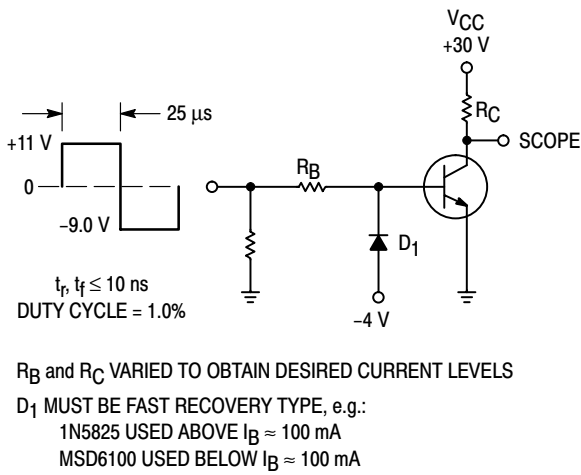 V_CC
+30 V
25 µs
R_C
+11 V
SCOPE
R_B
0
−9.0 V
D_1
t_r, t_f ≤ 10 ns
DUTY CYCLE = 1.0%
−4 V
R_B and R_C VARIED TO OBTAIN DESIRED CURRENT LEVELS
D_1 MUST BE FAST RECOVERY TYPE, e.g.:
1N5825 USED ABOVE I_B ≈ 100 mA
MSD6100 USED BELOW I_B ≈ 100 mA